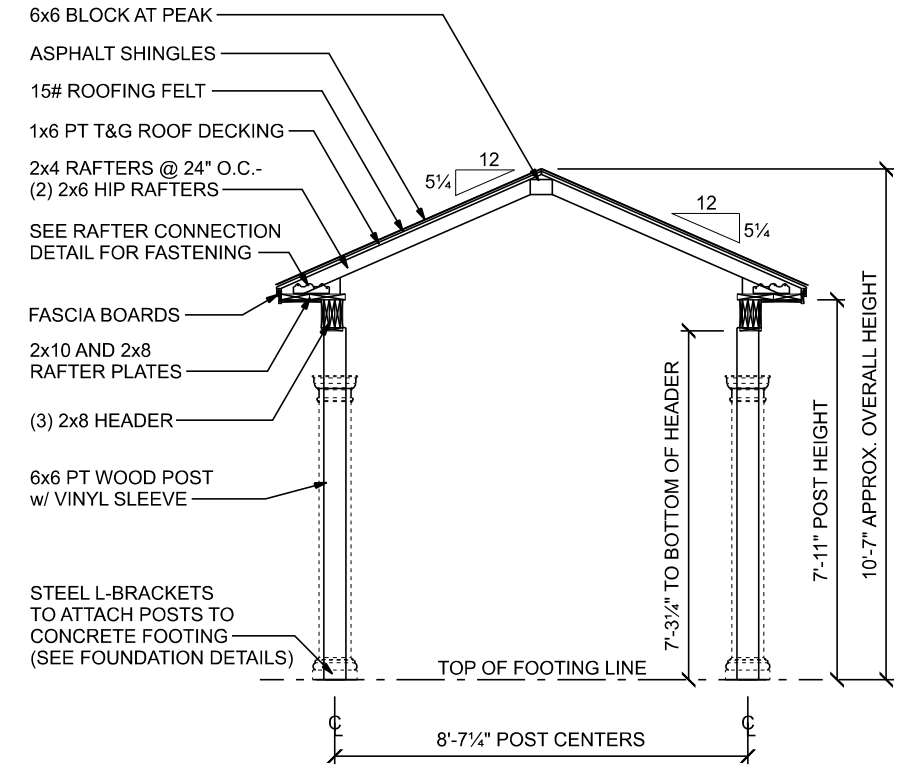 6x6 BLOCK AT PEAK
ASPHALT SHINGLES
15# ROOFING FELT
1x6 PT T&G ROOF DECKING
2x4 RAFTERS @ 24" O.C.-
(2) 2x6 HIP RAFTERS
SEE RAFTER CONNECTION
DETAIL FOR FASTENING
FASCIA BOARDS
2x10 AND 2x8
RAFTER PLATES
(3) 2x8 HEADER
6x6 PT WOOD POST
w/ VINYL SLEEVE
STEEL L-BRACKETS
TO ATTACH POSTS TO
CONCRETE FOOTING
(SEE FOUNDATION DETAILS)
12
5¼
12
5¼
7'-3¼" TO BOTTOM OF HEADER
7'-11" POST HEIGHT
10'-7" APPROX. OVERALL HEIGHT
TOP OF FOOTING LINE
℄
℄
8'-7¼" POST CENTERS